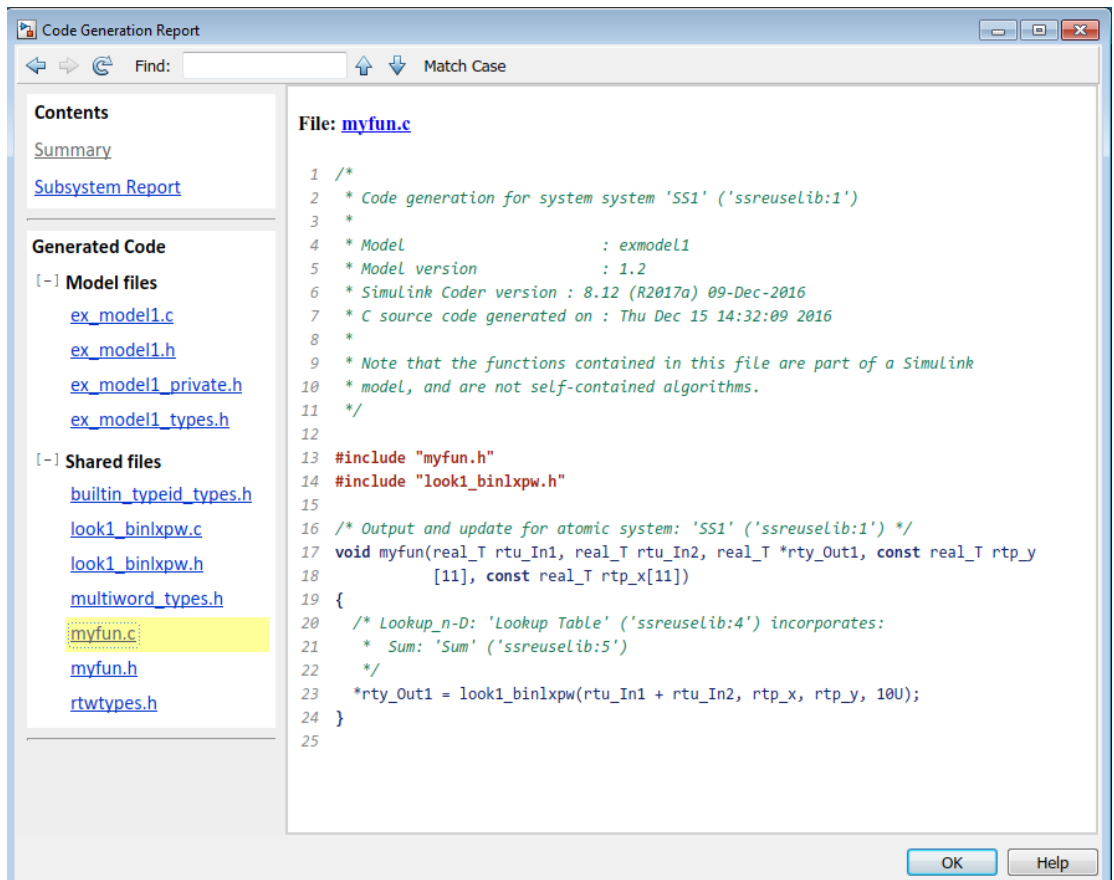 Code Generation Report
Find: Match Case
Contents
Summary
Subsystem Report
Generated Code
[-] Model files
ex_model1.c
ex_model1.h
ex_model1_private.h
ex_model1_types.h
[-] Shared files
builtin_typeid_types.h
look1_binlxpw.c
look1_binlxpw.h
multiword_types.h
myfun.c
myfun.h
rtwtypes.h
File: myfun.c
1 /*
2  * Code generation for system system 'SS1' ('ssreuselib:1')
3  *
4  * Model : exmodel1
5  * Model version : 1.2
6  * Simulink Coder version : 8.12 (R2017a) 09-Dec-2016
7  * C source code generated on : Thu Dec 15 14:32:09 2016
8  *
9  * Note that the functions contained in this file are part of a Simulink
10  * model, and are not self-contained algorithms.
11  */
12
13 #include "myfun.h"
14 #include "look1_binlxpw.h"
15
16 /* Output and update for atomic system: 'SS1' ('ssreuselib:1') */
17 void myfun(real_T rtu_In1, real_T rtu_In2, real_T *rty_Out1, const real_T rtp_y
18 [11], const real_T rtp_x[11])
19 {
20 /* Lookup_n-D: 'Lookup Table' ('ssreuselib:4') incorporates:
21 *  Sum: 'Sum' ('ssreuselib:5')
22 */
23 *rty_Out1 = look1_binlxpw(rtu_In1 + rtu_In2, rtp_x, rtp_y, 10U);
24 }
25
OK Help